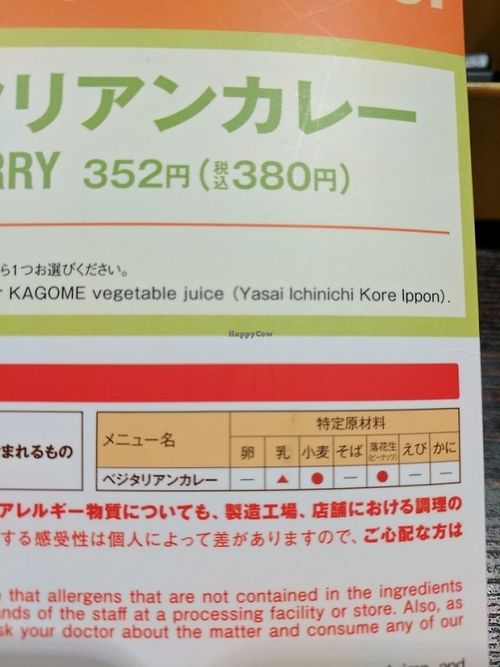 リアンカレー
RRY 352円(税込380円)
ら1つお選びください。
KAGOME vegetable juice (Yasai Ichinichi Kore Ippon).
HappyCow
まれるもの
メニュー名
特定原材料
卵 乳 小麦 そば 落花生(ピーナッツ) えび かに
ベジタリアンカレー — ▲ ● — ● — —
アレルギー物質についても、製造工場、店舗における調理の
する感受性は個人によって差がありますので、ご心配な方は
that allergens that are not contained in the ingredients
ands of the staff at a processing facility or store. Also, as
sk your doctor about the matter and consume any of our